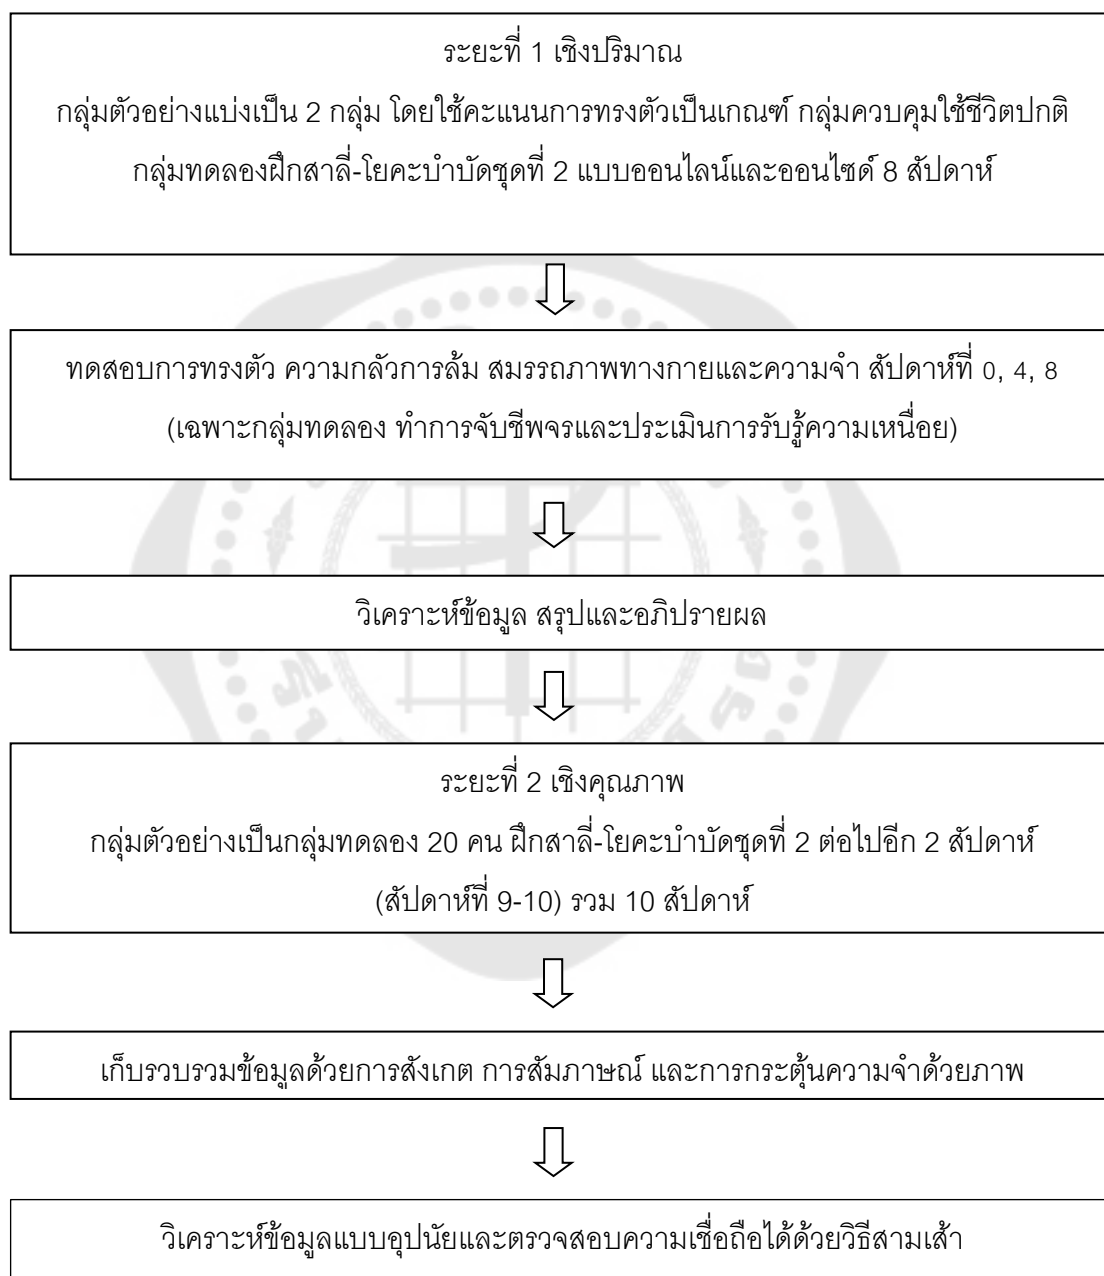 ระยะที่ 1 เชิงปริมาณ
กลุ่มตัวอย่างแบ่งเป็น 2 กลุ่ม โดยใช้คะแนนการทรงตัวเป็นเกณฑ์ กลุ่มควบคุมใช้ชีวิตปกติ
กลุ่มทดลองฝึกสาลี่-โยคะบำบัดชุดที่ 2 แบบออนไลน์และออนไซด์ 8 สัปดาห์
ทดสอบการทรงตัว ความกลัวการล้ม สมรรถภาพทางกายและความจำ สัปดาห์ที่ 0, 4, 8
(เฉพาะกลุ่มทดลอง ทำการจับชีพจรและประเมินการรับรู้ความเหนื่อย)
วิเคราะห์ข้อมูล สรุปและอภิปรายผล
ระยะที่ 2 เชิงคุณภาพ
กลุ่มตัวอย่างเป็นกลุ่มทดลอง 20 คน ฝึกสาลี่-โยคะบำบัดชุดที่ 2 ต่อไปอีก 2 สัปดาห์
(สัปดาห์ที่ 9-10) รวม 10 สัปดาห์
เก็บรวบรวมข้อมูลด้วยการสังเกต การสัมภาษณ์ และการกระตุ้นความจำด้วยภาพ
วิเคราะห์ข้อมูลแบบอุปนัยและตรวจสอบความเชื่อถือได้ด้วยวิธีสามเส้า